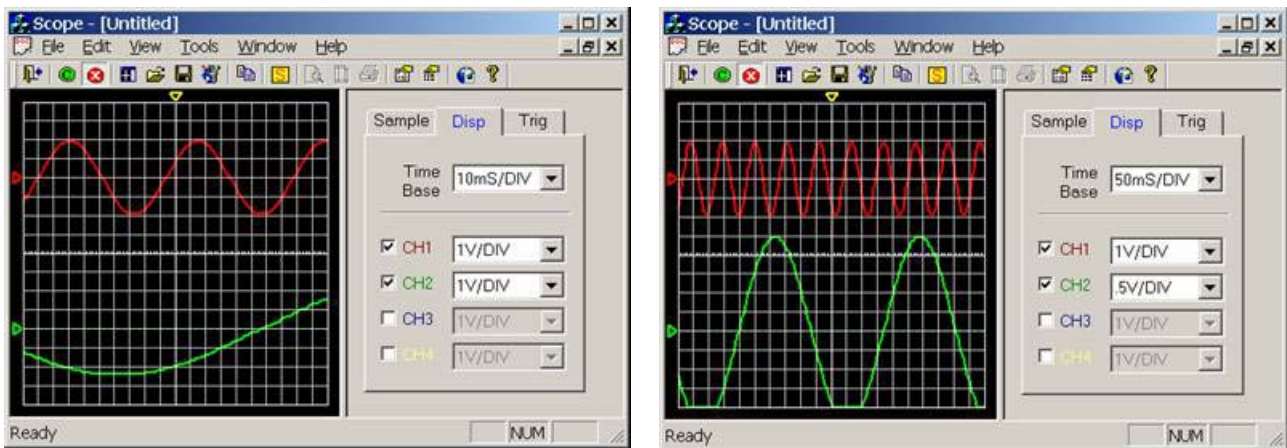 Scope - [Untitled]
File Edit View Tools Window Help
Sample Disp Trig
Time Base 10mS/DIV
CH1 1V/DIV
CH2 1V/DIV
CH3 1V/DIV
CH4 1V/DIV
Ready NUM
Scope - [Untitled]
File Edit View Tools Window Help
Sample Disp Trig
Time Base 50mS/DIV
CH1 1V/DIV
CH2 .5V/DIV
CH3 1V/DIV
CH4 1V/DIV
Ready NUM